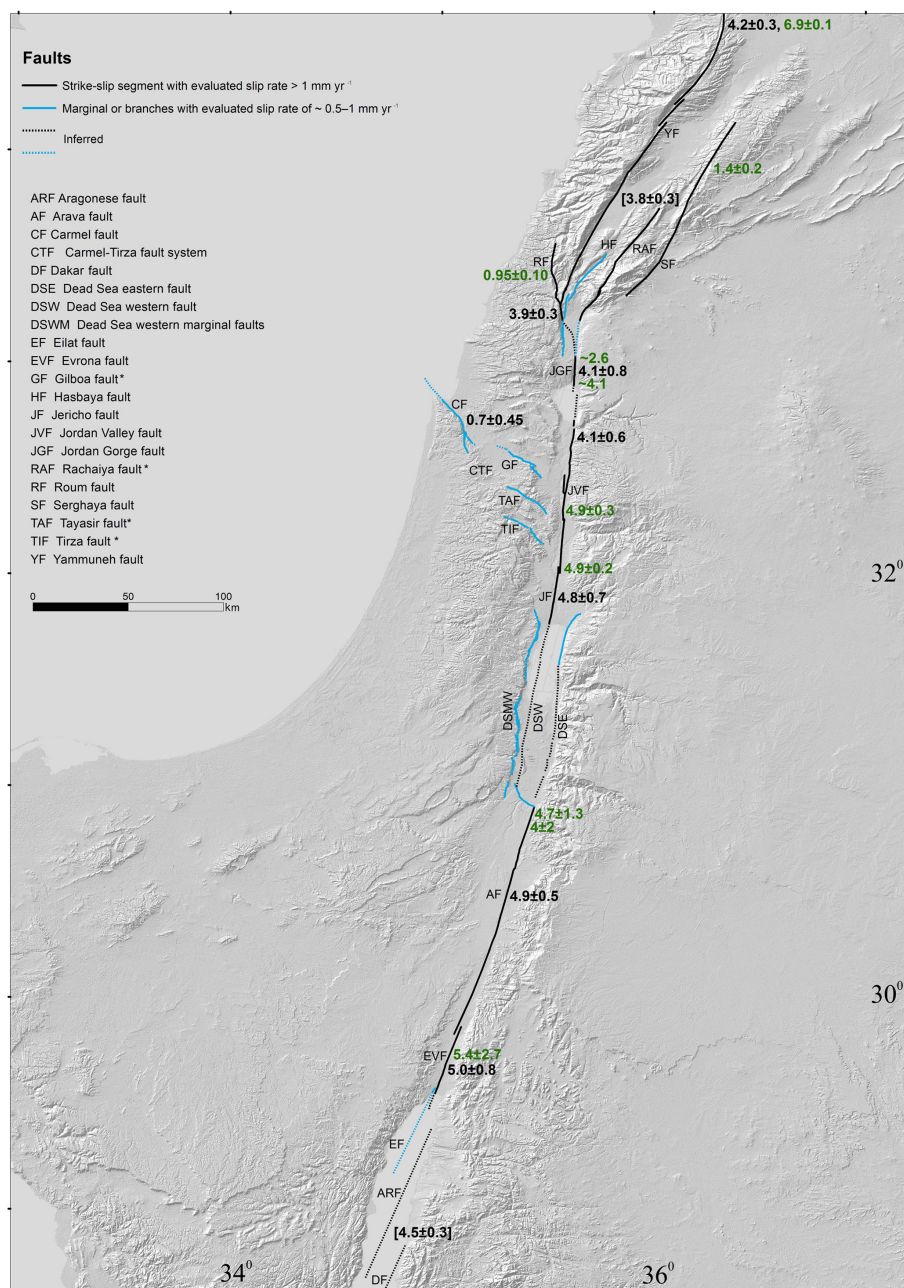 4.2±0.3, 6.9±0.1
Faults
Strike-slip segment with evaluated slip rate > 1 mm yr⁻¹
Marginal or branches with evaluated slip rate of ~ 0.5–1 mm yr⁻¹
Inferred
YF
1.4±0.2
[3.8±0.3]
ARF Aragonese fault
AF Arava fault
CF Carmel fault
CTF Carmel-Tirza fault system
DF Dakar fault
DSE Dead Sea eastern fault
DSW Dead Sea western fault
DSWM Dead Sea western marginal faults
EF Eilat fault
EVF Evrona fault
GF Gilboa fault*
HF Hasbaya fault
JF Jericho fault
JVF Jordan Valley fault
JGF Jordan Gorge fault
RAF Rachaiya fault*
RF Roum fault
SF Serghaya fault
TAF Tayasir fault*
TIF Tirza fault *
YF Yammuneh fault
0 50 100
km
HF
RAF
RF
SF
0.95±0.10
3.9±0.3
~2.6
JGF 4.1±0.8
~4.1
CF
0.7±0.45
4.1±0.6
CTF
GF
JVF
TAF
4.9±0.3
TIF
4.9±0.2
32⁰
JF 4.8±0.7
DSMW
DSW
DSE
4.7±1.3
4±2
AF 4.9±0.5
30⁰
EVF 5.4±2.7
5.0±0.8
EF
ARF
[4.5±0.3]
DF
34⁰
36⁰